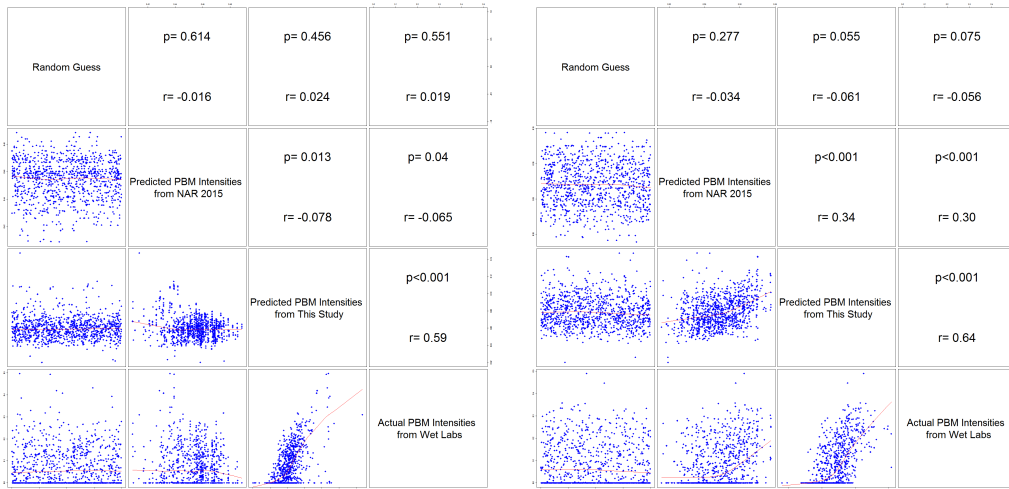 Random Guess
p= 0.614
r= -0.016
p= 0.456
r= 0.024
p= 0.551
r= 0.019
Predicted PBM Intensities
from NAR 2015
p= 0.013
r= -0.078
p= 0.04
r= -0.065
Predicted PBM Intensities
from This Study
p<0.001
r= 0.59
Actual PBM Intensities
from Wet Labs
Random Guess
p= 0.277
r= -0.034
p= 0.055
r= -0.061
p= 0.075
r= -0.056
Predicted PBM Intensities
from NAR 2015
p<0.001
r= 0.34
p<0.001
r= 0.30
Predicted PBM Intensities
from This Study
p<0.001
r= 0.64
Actual PBM Intensities
from Wet Labs